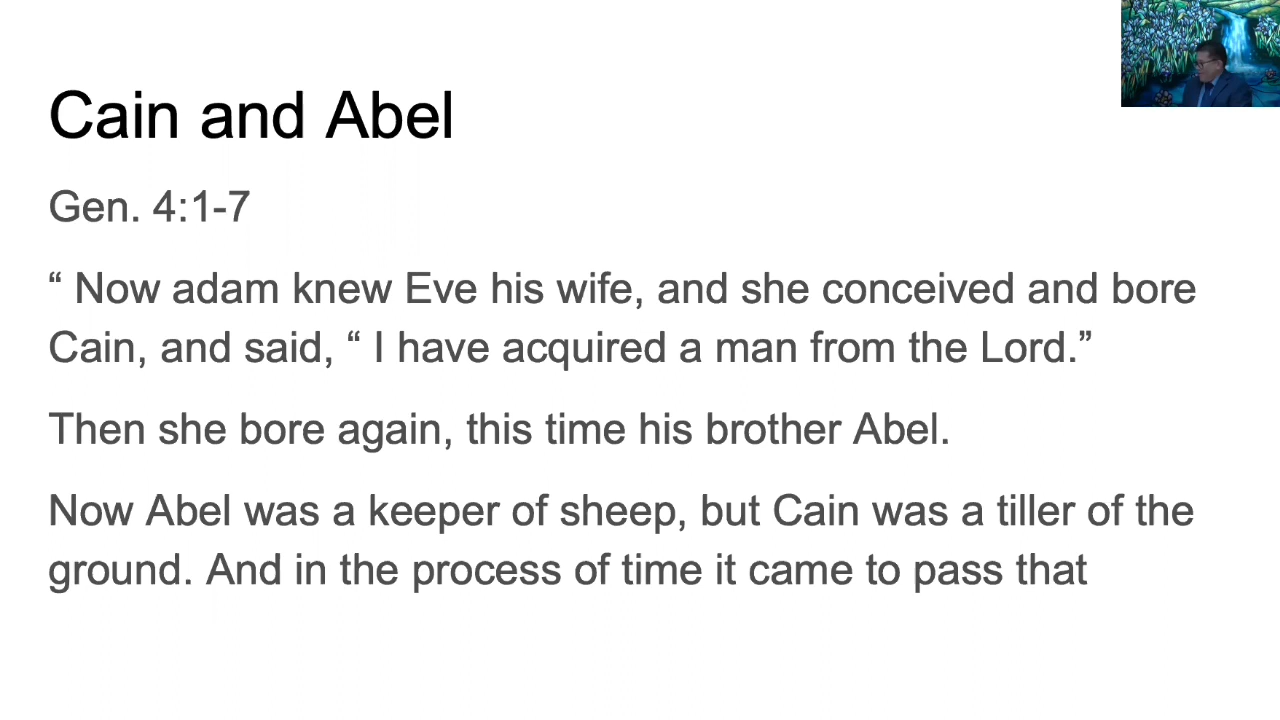 Cain and Abel
Gen. 4:1-7
“ Now adam knew Eve his wife, and she conceived and bore
Cain, and said, “ I have acquired a man from the Lord.”
Then she bore again, this time his brother Abel.
Now Abel was a keeper of sheep, but Cain was a tiller of the
ground. And in the process of time it came to pass that